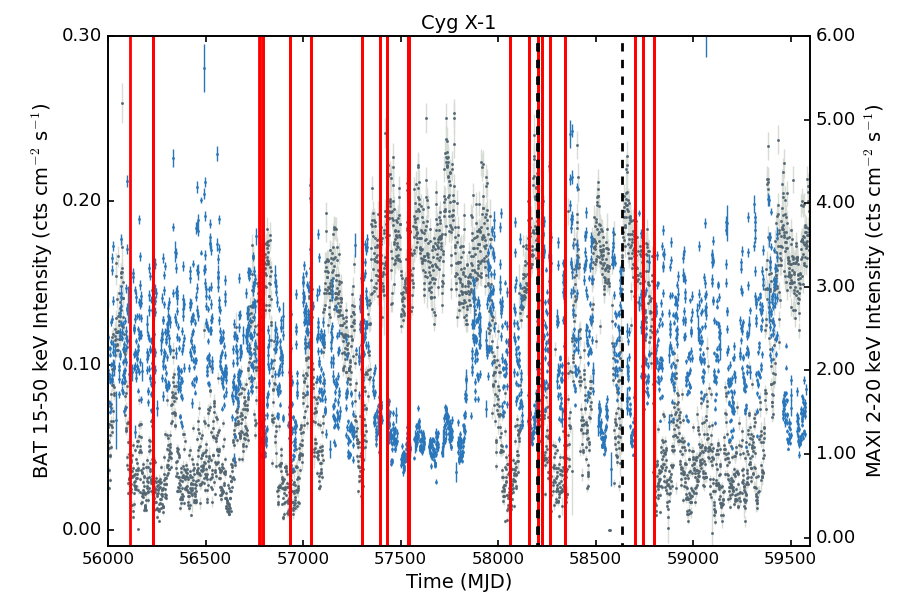 Cyg X-1
0.30
0.20
0.10
0.00
BAT 15-50 keV Intensity (cts cm⁻² s⁻¹)
6.00
5.00
4.00
3.00
2.00
1.00
0.00
MAXI 2-20 keV Intensity (cts cm⁻² s⁻¹)
56000 56500 57000 57500 58000 58500 59000 59500
Time (MJD)